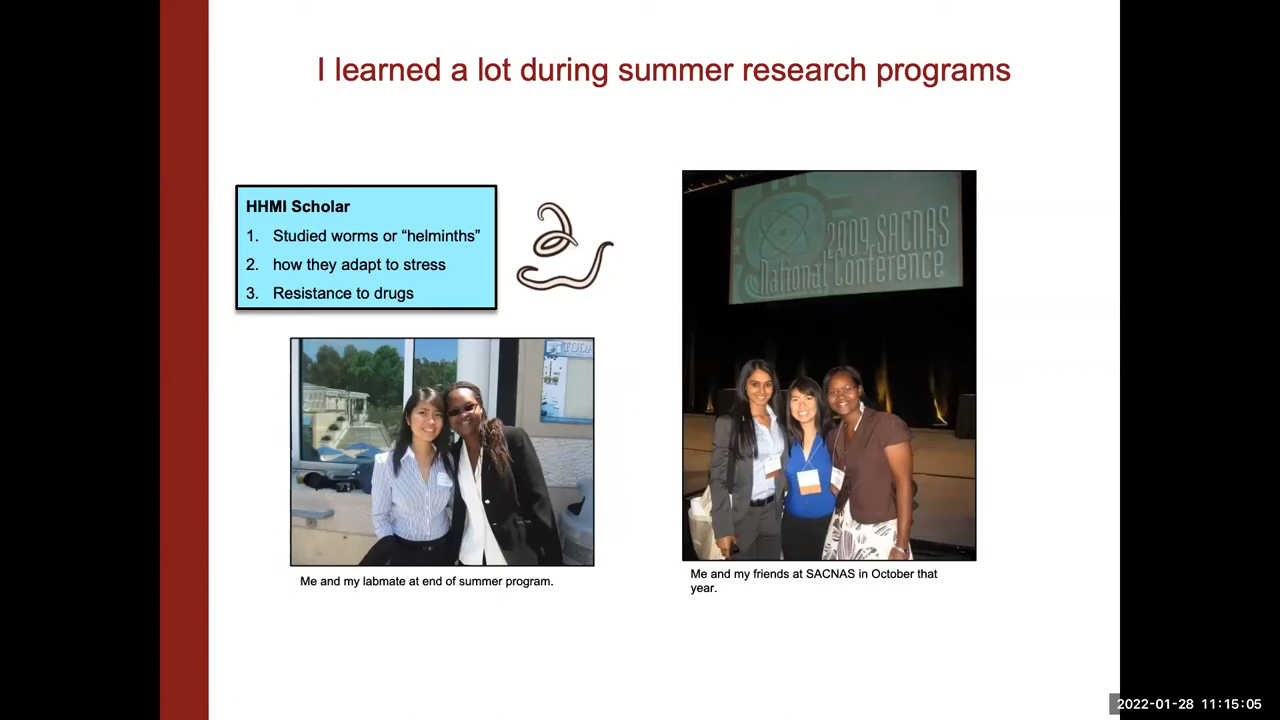 I learned a lot during summer research programs
HHMI Scholar
1. Studied worms or “helminths”
2. how they adapt to stress
3. Resistance to drugs
2009 SACNAS
National Conference
TODA
Me and my labmate at end of summer program.
Me and my friends at SACNAS in October that
year.
2022-01-28 11:15:05